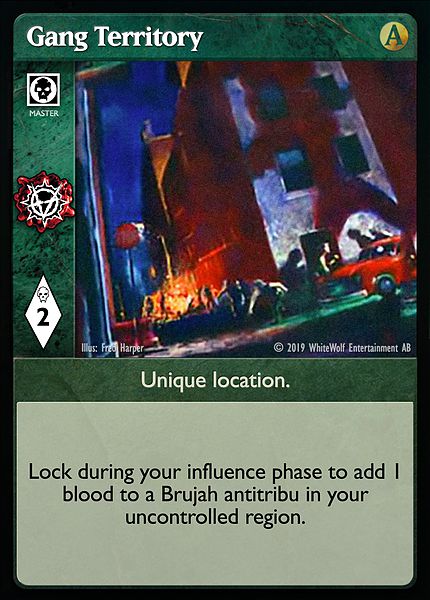 Gang Territory
A
MASTER
2
Illus: Fred Harper
© 2019 WhiteWolf Entertainment AB
Unique location.
Lock during your influence phase to add 1
blood to a Brujah antitribu in your
uncontrolled region.